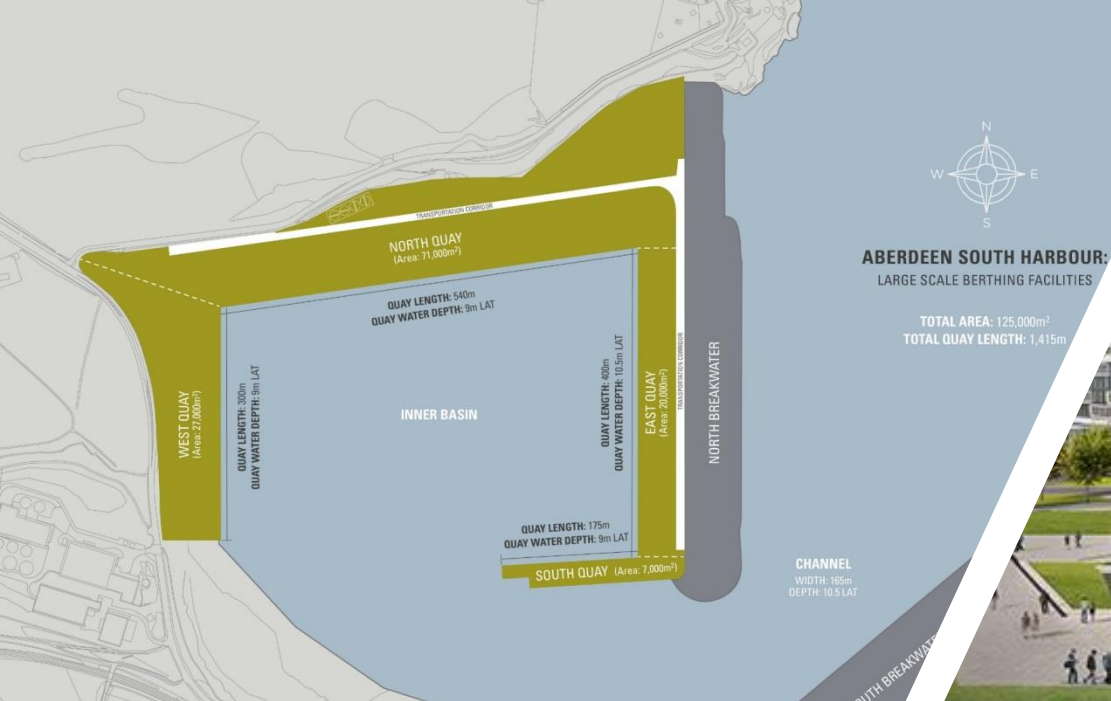 N
W
E
S
ABERDEEN SOUTH HARBOUR:
LARGE SCALE BERTHING FACILITIES
TOTAL AREA: 125,000m²
TOTAL QUAY LENGTH: 1,415m
TRANSPORTATION CORRIDOR
NORTH QUAY
(Area: 71,000m²)
QUAY LENGTH: 540m
QUAY WATER DEPTH: 9m LAT
WEST QUAY
(Area: 27,000m²)
QUAY LENGTH: 300m
QUAY WATER DEPTH: 9m LAT
INNER BASIN
QUAY LENGTH: 400m
QUAY WATER DEPTH: 10.5m LAT
EAST QUAY
(Area: 20,000m²)
TRANSPORTATION CORRIDOR
NORTH BREAKWATER
QUAY LENGTH: 175m
QUAY WATER DEPTH: 9m LAT
SOUTH QUAY (Area: 7,000m²)
CHANNEL
WIDTH: 165m
DEPTH: 10.5 LAT